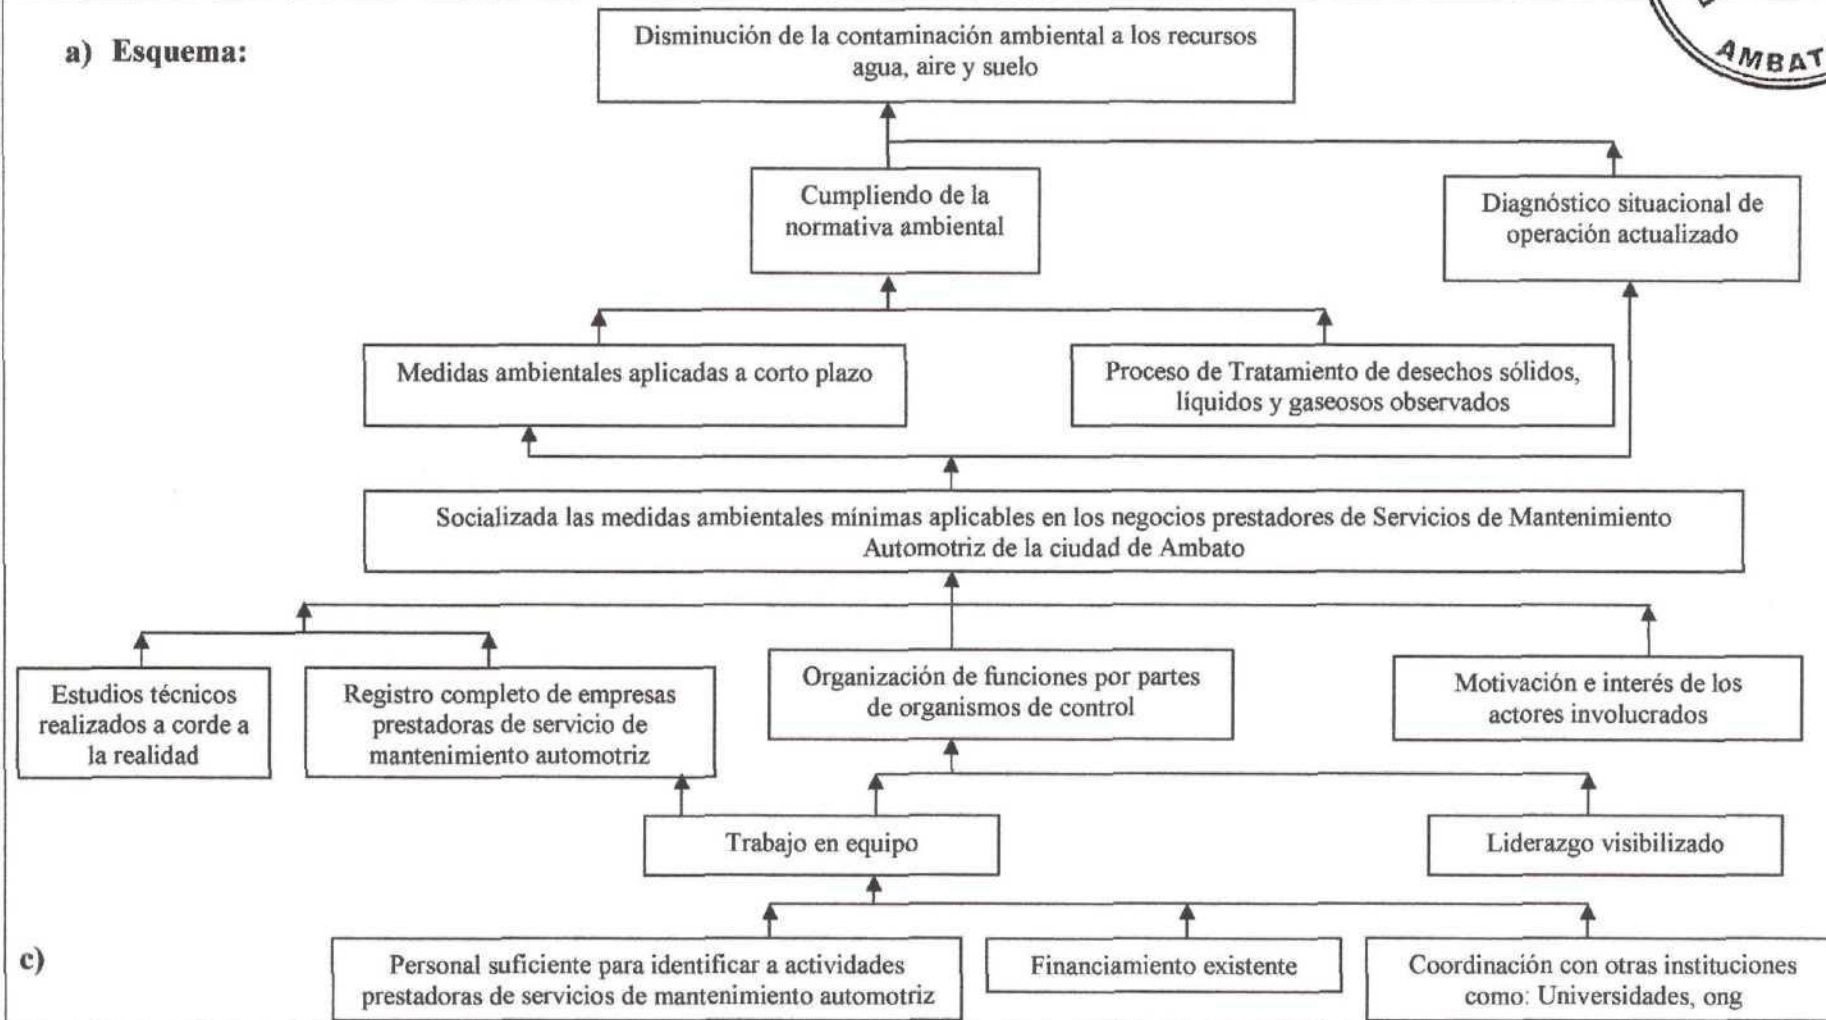 a) Esquema:
Disminución de la contaminación ambiental a los recursos
agua, aire y suelo
AMBAT
Cumpliendo de la
normativa ambiental
Diagnóstico situacional de
operación actualizado
Medidas ambientales aplicadas a corto plazo
Proceso de Tratamiento de desechos sólidos,
líquidos y gaseosos observados
Socializada las medidas ambientales mínimas aplicables en los negocios prestadores de Servicios de Mantenimiento
Automotriz de la ciudad de Ambato
Estudios técnicos
realizados a corde a
la realidad
Registro completo de empresas
prestadoras de servicio de
mantenimiento automotriz
Organización de funciones por partes
de organismos de control
Motivación e interés de los
actores involucrados
Trabajo en equipo
Liderazgo visibilizado
c)
Personal suficiente para identificar a actividades
prestadoras de servicios de mantenimiento automotriz
Financiamiento existente
Coordinación con otras instituciones
como: Universidades, ong